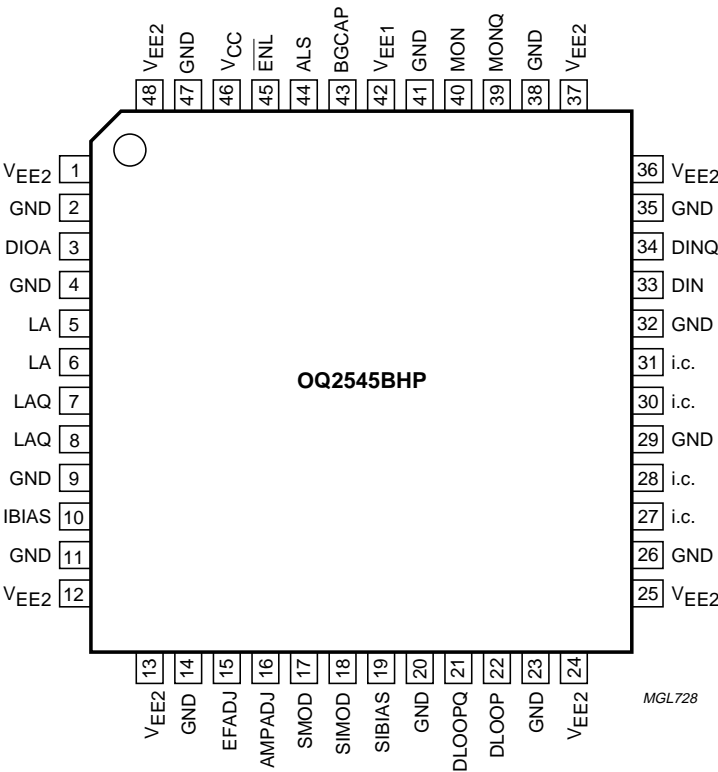 48 VEE2
47 GND
46 VCC
45 E̅N̅L̅
44 ALS
43 BGCAP
42 VEE1
41 GND
40 MON
39 MONQ
38 GND
37 VEE2
VEE2 1
GND 2
DIOA 3
GND 4
LA 5
LA 6
LAQ 7
LAQ 8
GND 9
IBIAS 10
GND 11
VEE2 12
OQ2545BHP
36 VEE2
35 GND
34 DINQ
33 DIN
32 GND
31 i.c.
30 i.c.
29 GND
28 i.c.
27 i.c.
26 GND
25 VEE2
VEE2 13
GND 14
EFADJ 15
AMPADJ 16
SMOD 17
SIMOD 18
SIBIAS 19
GND 20
DLOOPQ 21
DLOOP 22
GND 23
VEE2 24
MGL728